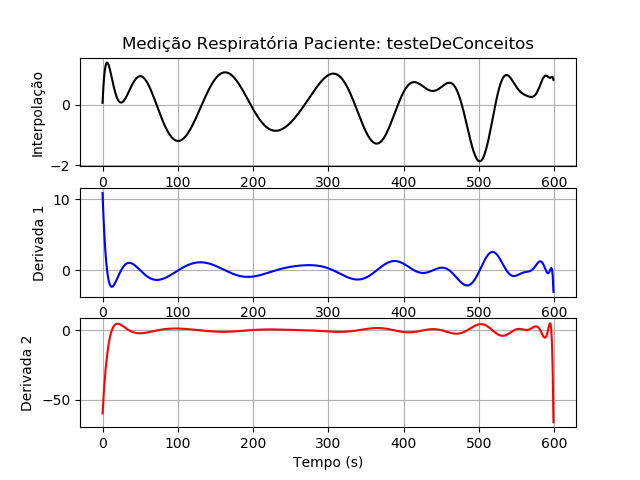 Medição Respiratória Paciente: testeDeConceitos
Interpolação
0
−2
0 100 200 300 400 500 600
Derivada 1
10
0
0 100 200 300 400 500 600
Derivada 2
0
−50
0 100 200 300 400 500 600
Tempo (s)